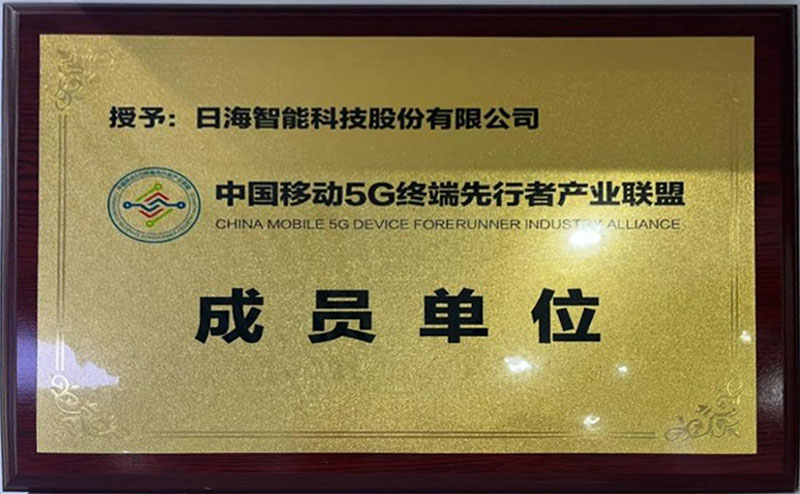 授予：日海智能科技股份有限公司
中国移动5G终端先行者产业联盟
CHINA MOBILE 5G DEVICE FORERUNNER INDUSTRY ALLIANCE
成员单位